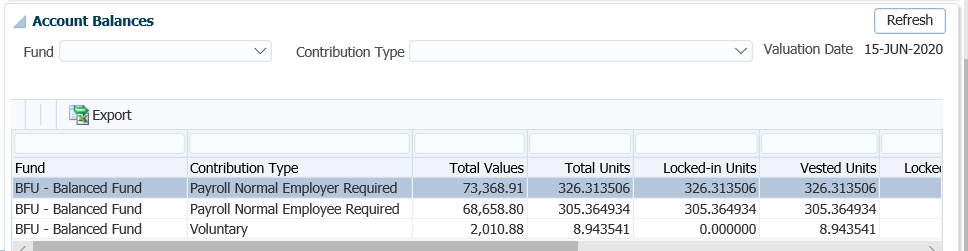 Account Balances
Refresh
Fund Contribution Type Valuation Date 15-JUN-2020
Export
Fund Contribution Type Total Values Total Units Locked-in Units Vested Units Locked
BFU - Balanced Fund Payroll Normal Employer Required 73,368.91 326.313506 326.313506 326.313506
BFU - Balanced Fund Payroll Normal Employee Required 68,658.80 305.364934 305.364934 305.364934
BFU - Balanced Fund Voluntary 2,010.88 8.943541 0.000000 8.943541